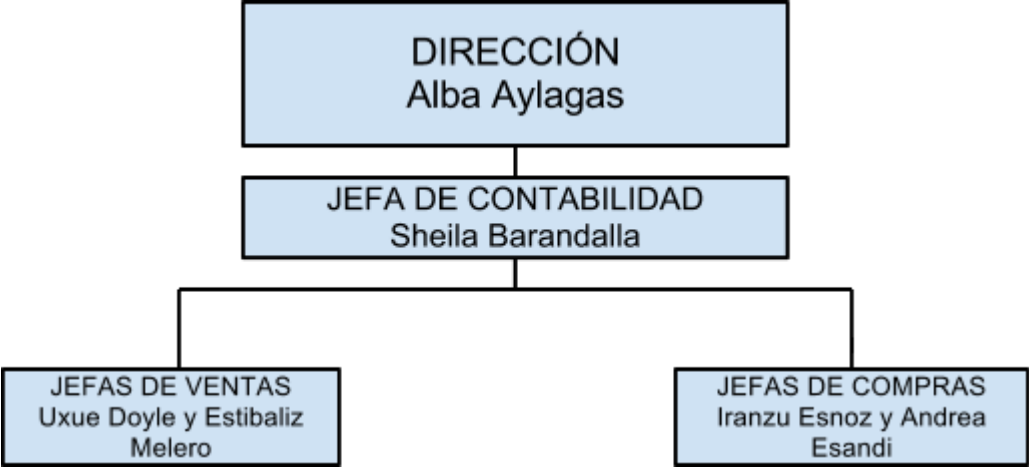 DIRECCIÓN
Alba Aylagas
JEFA DE CONTABILIDAD
Sheila Barandalla
JEFAS DE VENTAS
Uxue Doyle y Estibaliz
Melero
JEFAS DE COMPRAS
Iranzu Esnoz y Andrea
Esandi